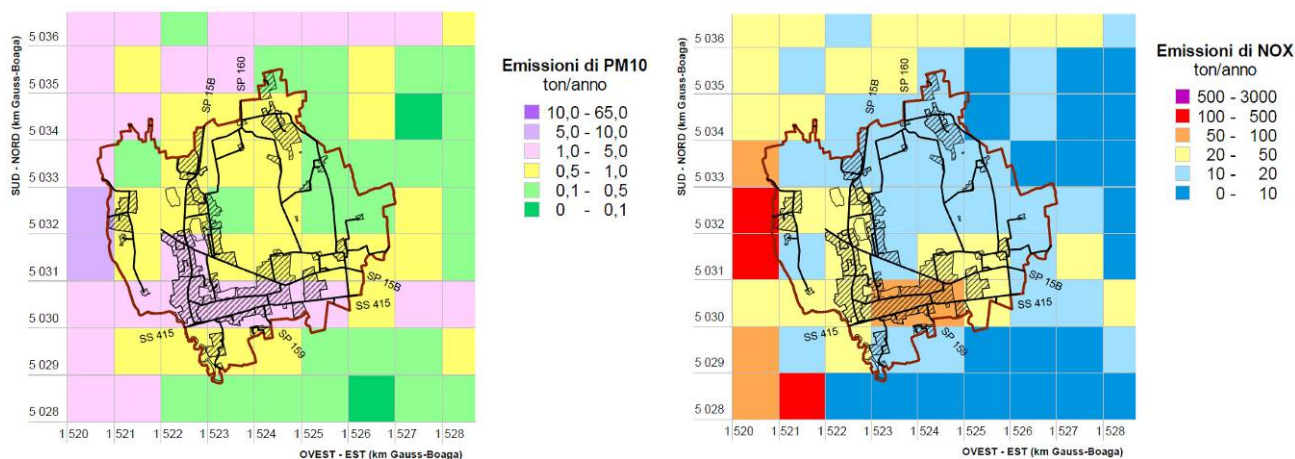 5 036
5 035
5 034
5 033
5 032
5 031
5 030
5 029
5 028
SUD - NORD (km Gauss-Boaga)
1 520 1 521 1 522 1 523 1 524 1 525 1 526 1 527 1 528
OVEST - EST (km Gauss-Boaga)
SP 15B
SP 160
SP 15B
SS 415
SS 415
SP 159
Emissioni di PM10
ton/anno
10,0 - 65,0
5,0 - 10,0
1,0 - 5,0
0,5 - 1,0
0,1 - 0,5
0 - 0,1
5 036
5 035
5 034
5 033
5 032
5 031
5 030
5 029
5 028
SUD - NORD (km Gauss-Boaga)
1 520 1 521 1 522 1 523 1 524 1 525 1 526 1 527 1 528
OVEST - EST (km Gauss-Boaga)
SP 15B
SP 160
SP 15B
SS 415
SS 415
SP 159
Emissioni di NOX
ton/anno
500 - 3000
100 - 500
50 - 100
20 - 50
10 - 20
0 - 10